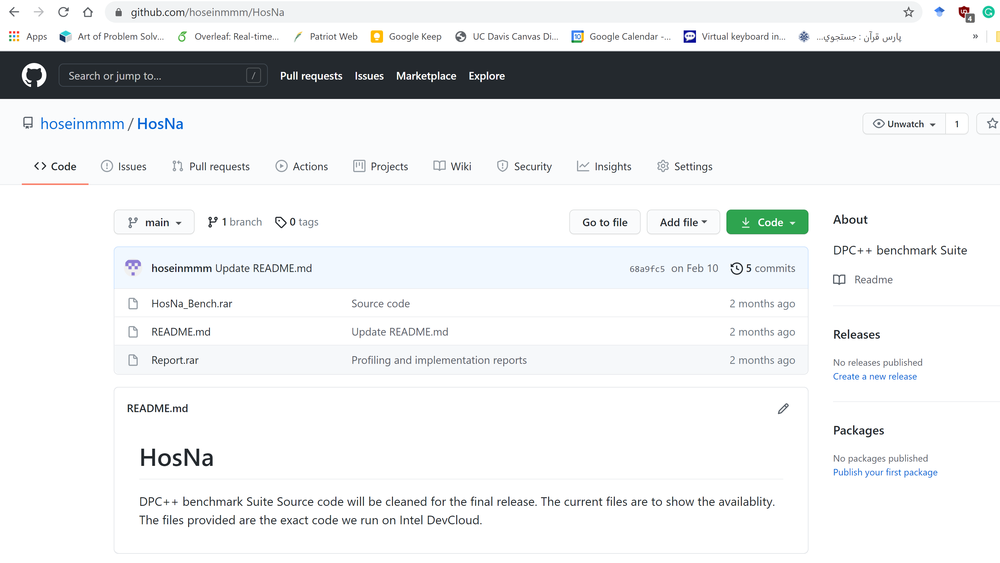 github.com/hoseinmmm/HosNa
4
Apps Art of Problem Solv... Overleaf: Real-time... Patriot Web Google Keep UC Davis Canvas Di... 10 Google Calendar -... Virtual keyboard in... پارس قرآن : جستجوي... »
Search or jump to... / Pull requests Issues Marketplace Explore
hoseinmmm / HosNa Unwatch 1
Code Issues Pull requests Actions Projects Wiki Security Insights Settings
main 1 branch 0 tags Go to file Add file Code
hoseinmmm Update README.md 68a9fc5 on Feb 10 5 commits
HosNa_Bench.rar Source code 2 months ago
README.md Update README.md 2 months ago
Report.rar Profiling and implementation reports 2 months ago
README.md
HosNa
DPC++ benchmark Suite Source code will be cleaned for the final release. The current files are to show the availablity.
The files provided are the exact code we run on Intel DevCloud.
About
DPC++ benchmark Suite
Readme
Releases
No releases published
Create a new release
Packages
No packages published
Publish your first package